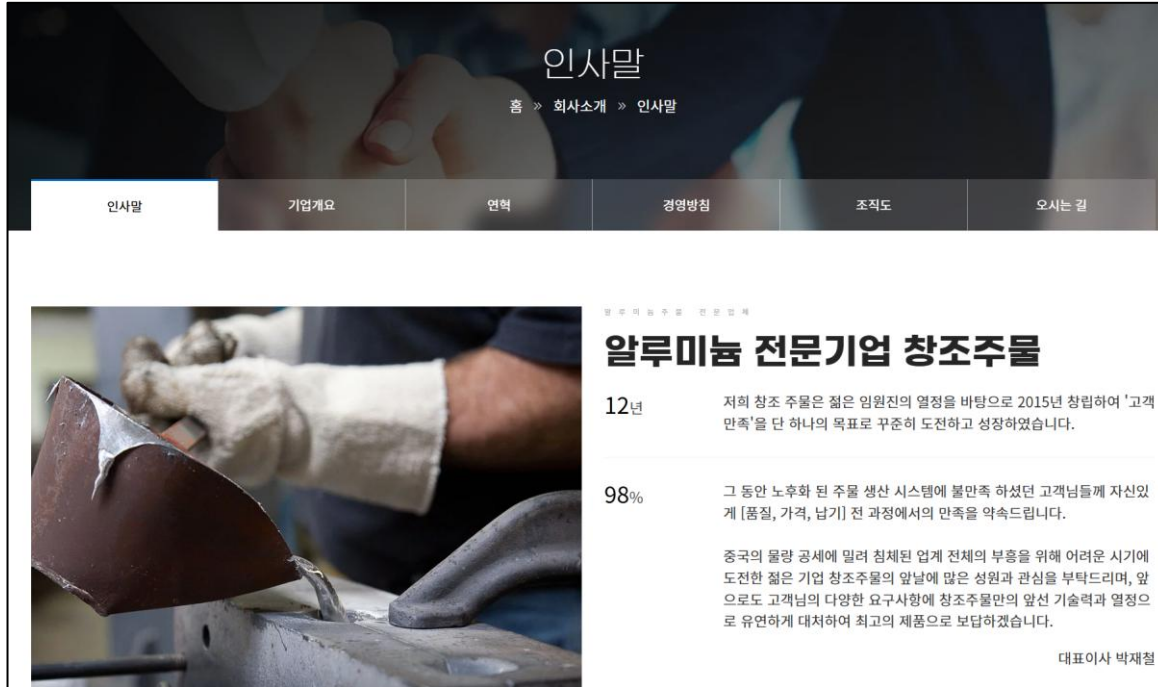 인사말
홈 » 회사소개 » 인사말
인사말
기업개요
연혁
경영방침
조직도
오시는 길
알루미늄주물 전문업체
알루미늄 전문기업 창조주물
12년
저희 창조 주물은 젊은 임원진의 열정을 바탕으로 2015년 창립하여 '고객
만족'을 단 하나의 목표로 꾸준히 도전하고 성장하였습니다.
98%
그 동안 노후화 된 주물 생산 시스템에 불만족 하셨던 고객님들께 자신있
게 [품질, 가격, 납기] 전 과정에서의 만족을 약속드립니다.
중국의 물량 공세에 밀려 침체된 업계 전체의 부흥을 위해 어려운 시기에
도전한 젊은 기업 창조주물의 앞날에 많은 성원과 관심을 부탁드리며, 앞
으로도 고객님의 다양한 요구사항에 창조주물만의 앞선 기술력과 열정으
로 유연하게 대처하여 최고의 제품으로 보답하겠습니다.
대표이사 박재철